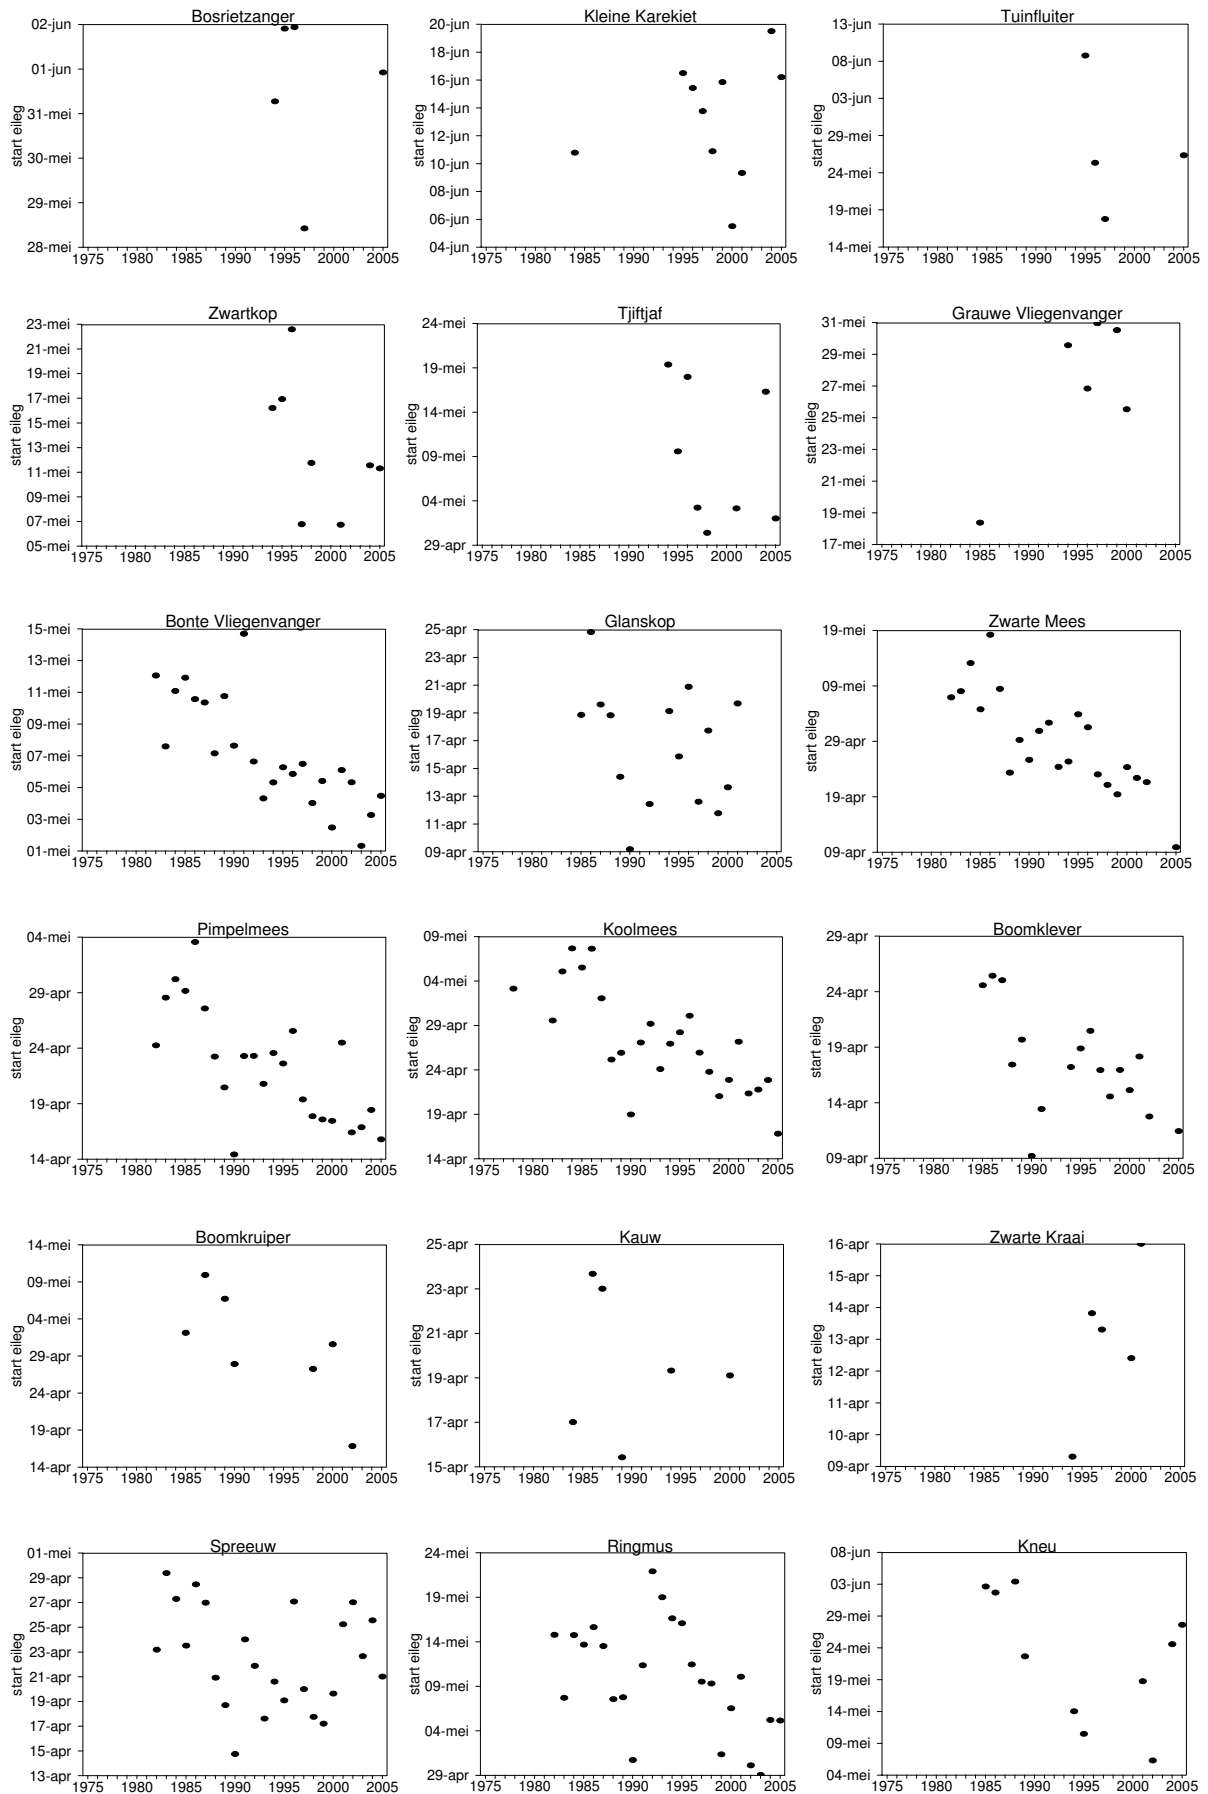 Bosrietzanger
02-jun
01-jun
31-mei
30-mei
29-mei
28-mei
start eileg
1975 1980 1985 1990 1995 2000 2005
Kleine Karekiet
20-jun
18-jun
16-jun
14-jun
12-jun
10-jun
08-jun
06-jun
04-jun
start eileg
1975 1980 1985 1990 1995 2000 2005
Tuinfluiter
13-jun
08-jun
03-jun
29-mei
24-mei
19-mei
14-mei
start eileg
1975 1980 1985 1990 1995 2000 2005
Zwartkop
23-mei
21-mei
19-mei
17-mei
15-mei
13-mei
11-mei
09-mei
07-mei
05-mei
start eileg
1975 1980 1985 1990 1995 2000 2005
Tjiftjaf
24-mei
19-mei
14-mei
09-mei
04-mei
29-apr
start eileg
1975 1980 1985 1990 1995 2000 2005
Grauwe Vliegenvanger
31-mei
29-mei
27-mei
25-mei
23-mei
21-mei
19-mei
17-mei
start eileg
1975 1980 1985 1990 1995 2000 2005
Bonte Vliegenvanger
15-mei
13-mei
11-mei
09-mei
07-mei
05-mei
03-mei
01-mei
start eileg
1975 1980 1985 1990 1995 2000 2005
Glanskop
25-apr
23-apr
21-apr
19-apr
17-apr
15-apr
13-apr
11-apr
09-apr
start eileg
1975 1980 1985 1990 1995 2000 2005
Zwarte Mees
19-mei
09-mei
29-apr
19-apr
09-apr
start eileg
1975 1980 1985 1990 1995 2000 2005
Pimpelmees
04-mei
29-apr
24-apr
19-apr
14-apr
start eileg
1975 1980 1985 1990 1995 2000 2005
Koolmees
09-mei
04-mei
29-apr
24-apr
19-apr
14-apr
start eileg
1975 1980 1985 1990 1995 2000 2005
Boomklever
29-apr
24-apr
19-apr
14-apr
09-apr
start eileg
1975 1980 1985 1990 1995 2000 2005
Boomkruiper
14-mei
09-mei
04-mei
29-apr
24-apr
19-apr
14-apr
start eileg
1975 1980 1985 1990 1995 2000 2005
Kauw
25-apr
23-apr
21-apr
19-apr
17-apr
15-apr
start eileg
1975 1980 1985 1990 1995 2000 2005
Zwarte Kraai
16-apr
15-apr
14-apr
13-apr
12-apr
11-apr
10-apr
09-apr
start eileg
1975 1980 1985 1990 1995 2000 2005
Spreeuw
01-mei
29-apr
27-apr
25-apr
23-apr
21-apr
19-apr
17-apr
15-apr
13-apr
start eileg
1975 1980 1985 1990 1995 2000 2005
Ringmus
24-mei
19-mei
14-mei
09-mei
04-mei
29-apr
start eileg
1975 1980 1985 1990 1995 2000 2005
Kneu
08-jun
03-jun
29-mei
24-mei
19-mei
14-mei
09-mei
04-mei
start eileg
1975 1980 1985 1990 1995 2000 2005